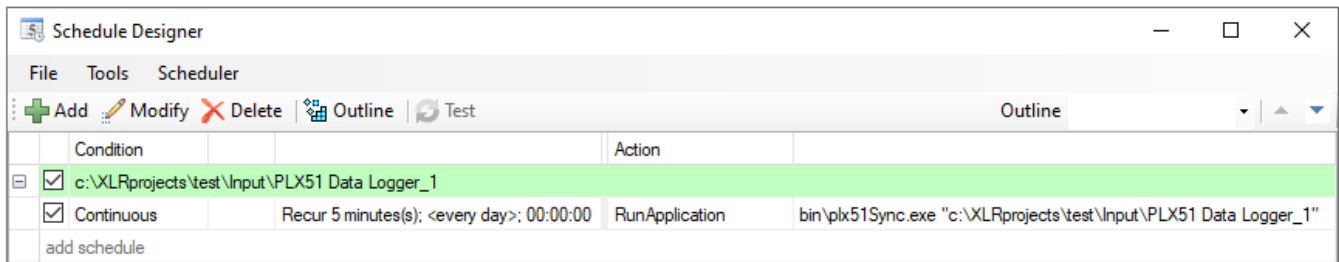 Schedule Designer
File Tools Scheduler
Add Modify Delete Outline Test Outline
Condition Action
c:\XLRprojects\test\Input\PLX51 Data Logger_1
Continuous Recur 5 minutes(s); <every day>; 00:00:00 RunApplication bin\plx51Sync.exe "c:\XLRprojects\test\Input\PLX51 Data Logger_1"
add schedule